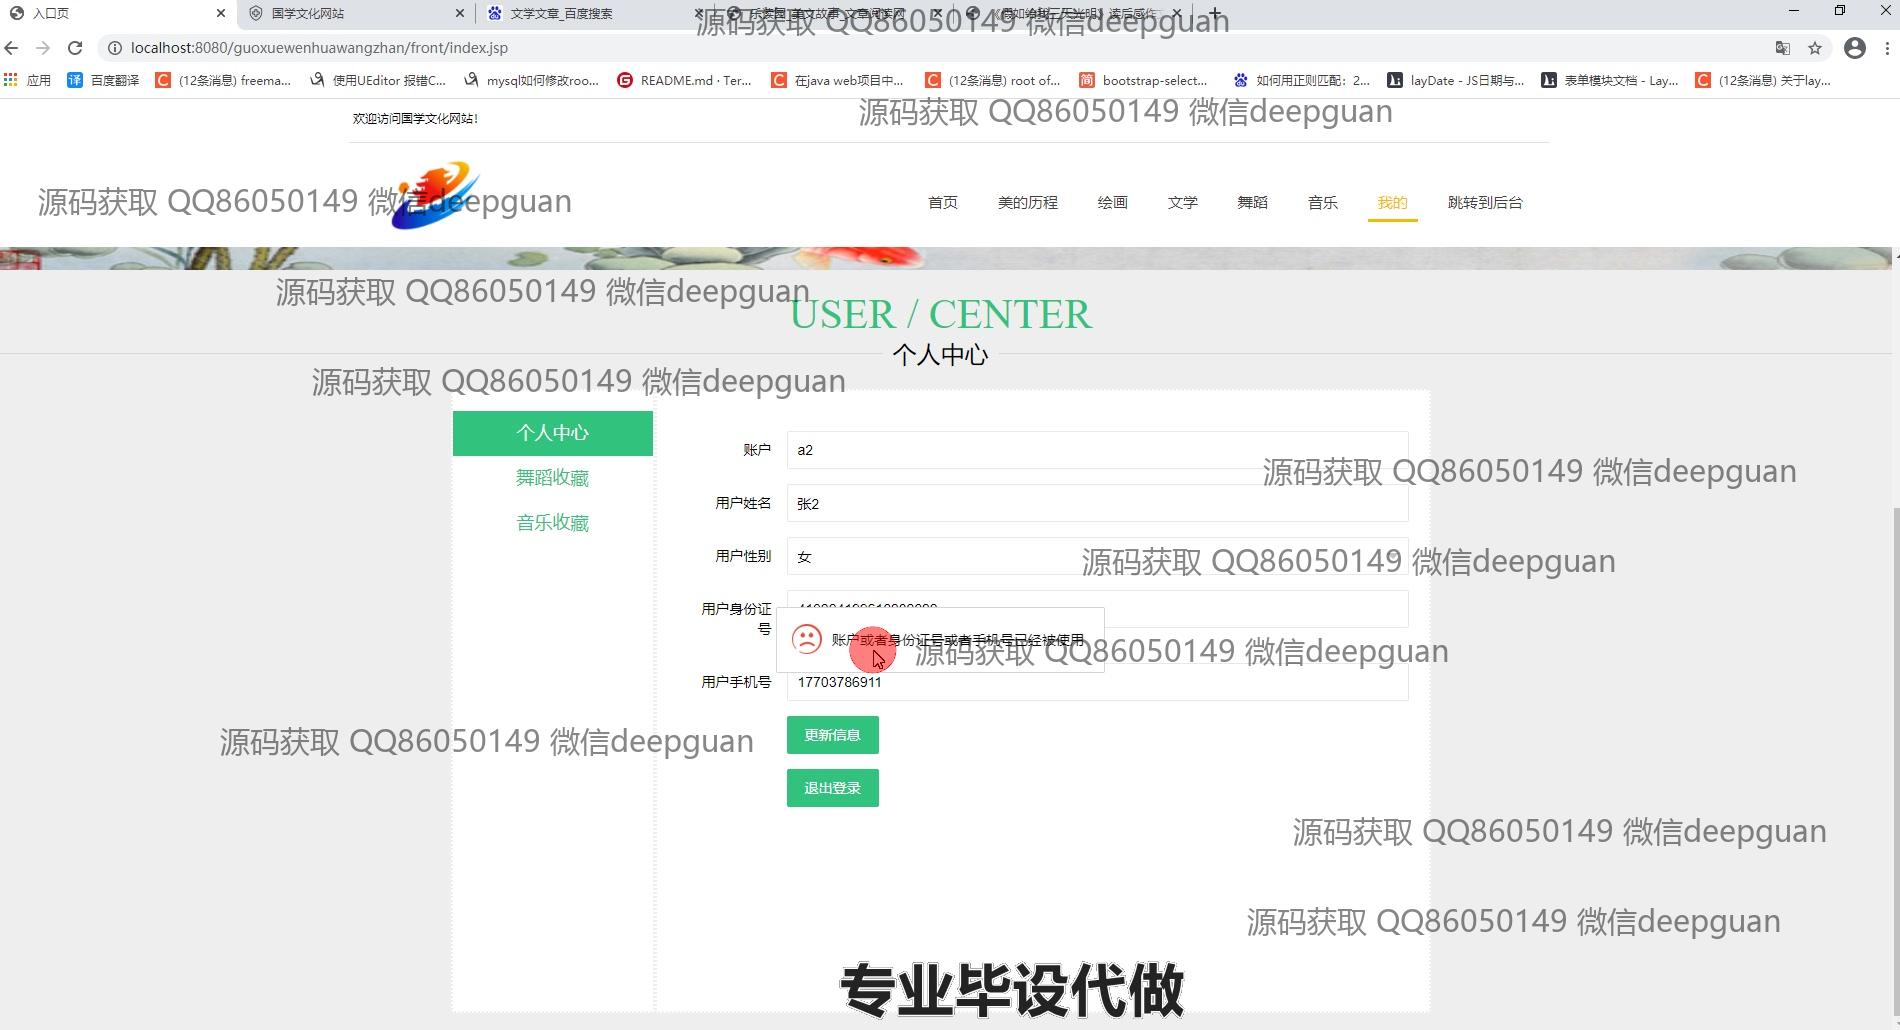 入口页
国学文化网站
文学文章_百度搜索
源码获取 QQ86050149 微信deepguan
localhost:8080/guoxuewenhuawangzhan/front/index.jsp
应用
百度翻译
(12条消息) freema...
使用UEditor 报错C...
mysql如何修改roo...
README.md · Ter...
在java web项目中...
(12条消息) root of...
bootstrap-select...
如何用正则匹配：2...
layDate - JS日期与...
表单模块文档 - Lay...
(12条消息) 关于lay...
欢迎访问国学文化网站!
源码获取 QQ86050149 微信deepguan
源码获取 QQ86050149 微信deepguan
首页
美的历程
绘画
文学
舞蹈
音乐
我的
跳转到后台
源码获取 QQ86050149 微信deepguan
USER / CENTER
个人中心
源码获取 QQ86050149 微信deepguan
个人中心
舞蹈收藏
音乐收藏
账户
a2
源码获取 QQ86050149 微信deepguan
用户姓名
张2
用户性别
女
源码获取 QQ86050149 微信deepguan
用户身份证
号
账户或者身份证号或者手机号已经被使用
源码获取 QQ86050149 微信deepguan
用户手机号
17703786911
更新信息
源码获取 QQ86050149 微信deepguan
退出登录
源码获取 QQ86050149 微信deepguan
源码获取 QQ86050149 微信deepguan
专业毕设代做